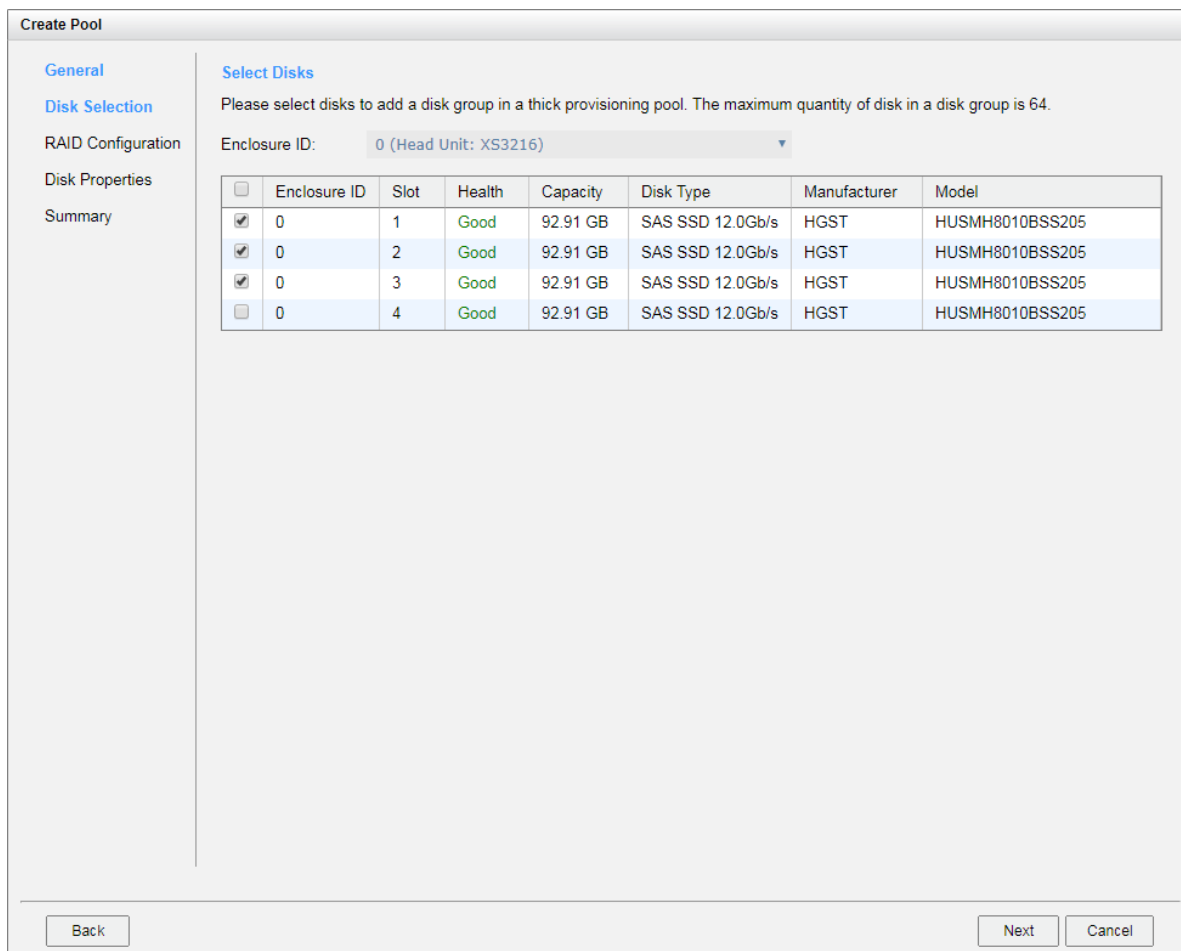 Create Pool
General
Disk Selection
RAID Configuration
Disk Properties
Summary
Select Disks
Please select disks to add a disk group in a thick provisioning pool. The maximum quantity of disk in a disk group is 64.
Enclosure ID: 0 (Head Unit: XS3216)
Enclosure ID Slot Health Capacity Disk Type Manufacturer Model
0 1 Good 92.91 GB SAS SSD 12.0Gb/s HGST HUSMH8010BSS205
0 2 Good 92.91 GB SAS SSD 12.0Gb/s HGST HUSMH8010BSS205
0 3 Good 92.91 GB SAS SSD 12.0Gb/s HGST HUSMH8010BSS205
0 4 Good 92.91 GB SAS SSD 12.0Gb/s HGST HUSMH8010BSS205
Back Next Cancel